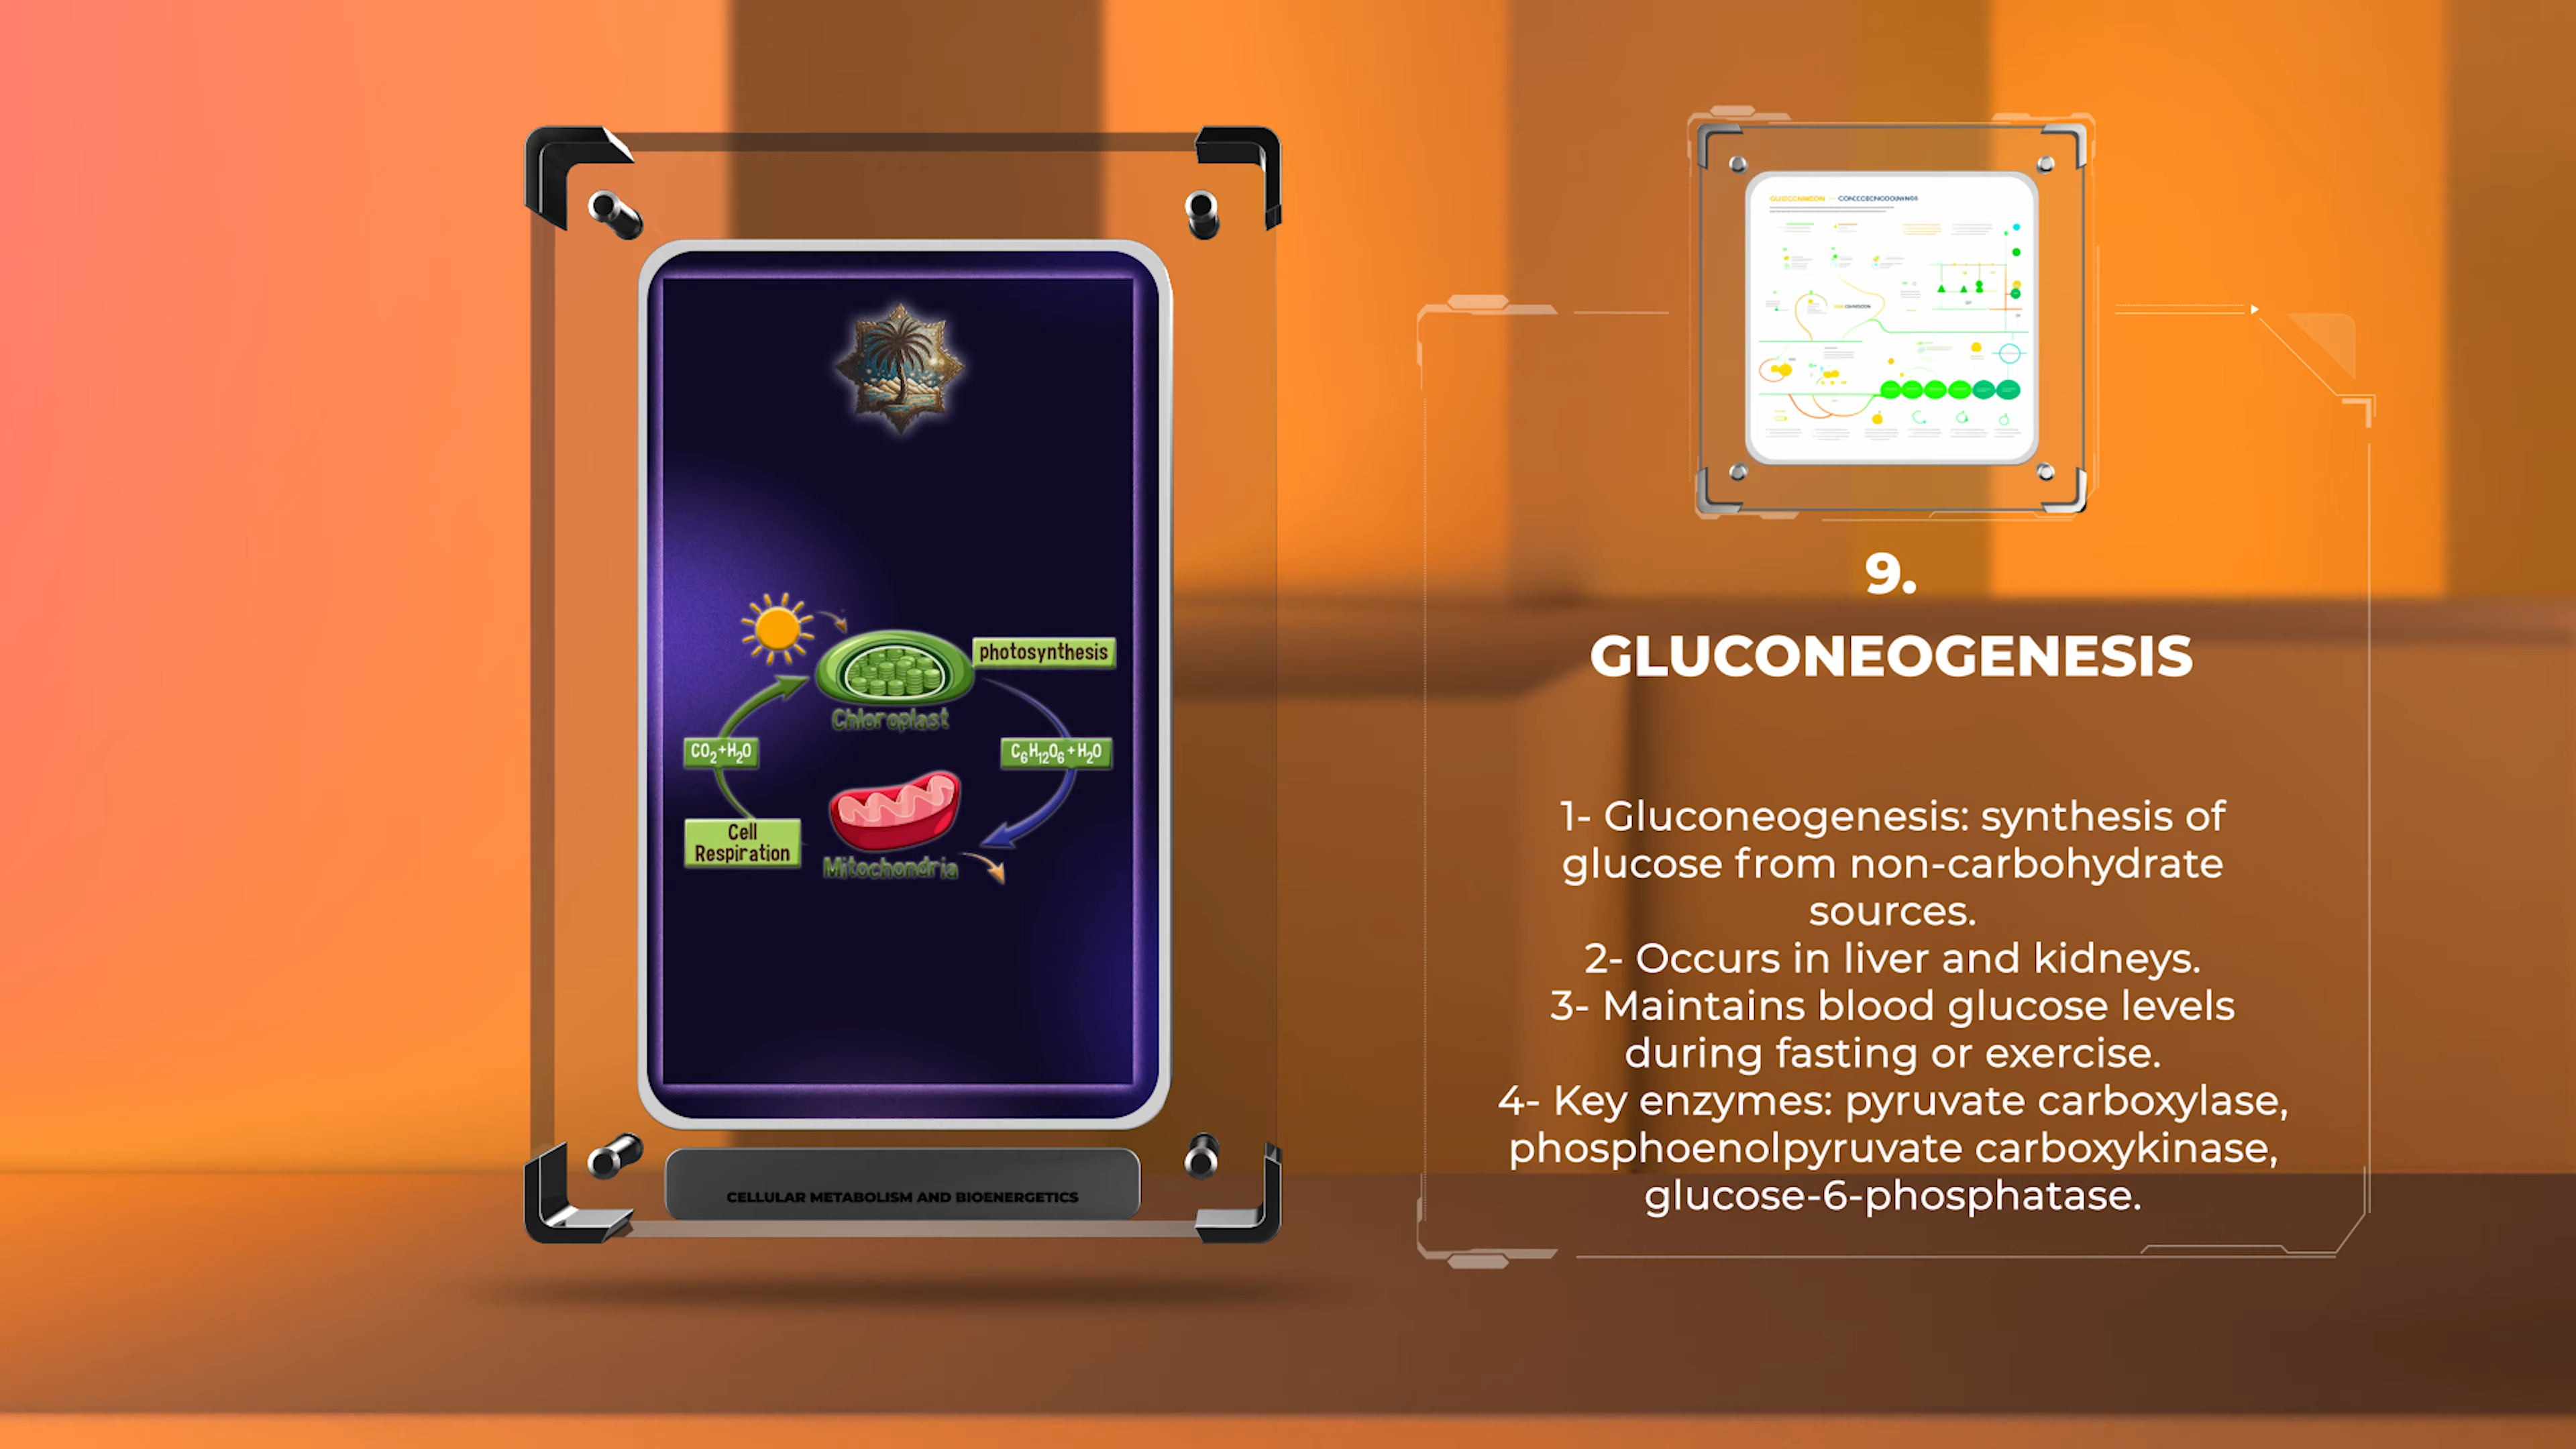 photosynthesis
Chloroplast
CO2+H2O
C6H12O6+H2O
Cell
Respiration
Mitochondria
CELLULAR METABOLISM AND BIOENERGETICS
9.
GLUCONEOGENESIS
1- Gluconeogenesis: synthesis of
glucose from non-carbohydrate
sources.
2- Occurs in liver and kidneys.
3- Maintains blood glucose levels
during fasting or exercise.
4- Key enzymes: pyruvate carboxylase,
phosphoenolpyruvate carboxykinase,
glucose-6-phosphatase.